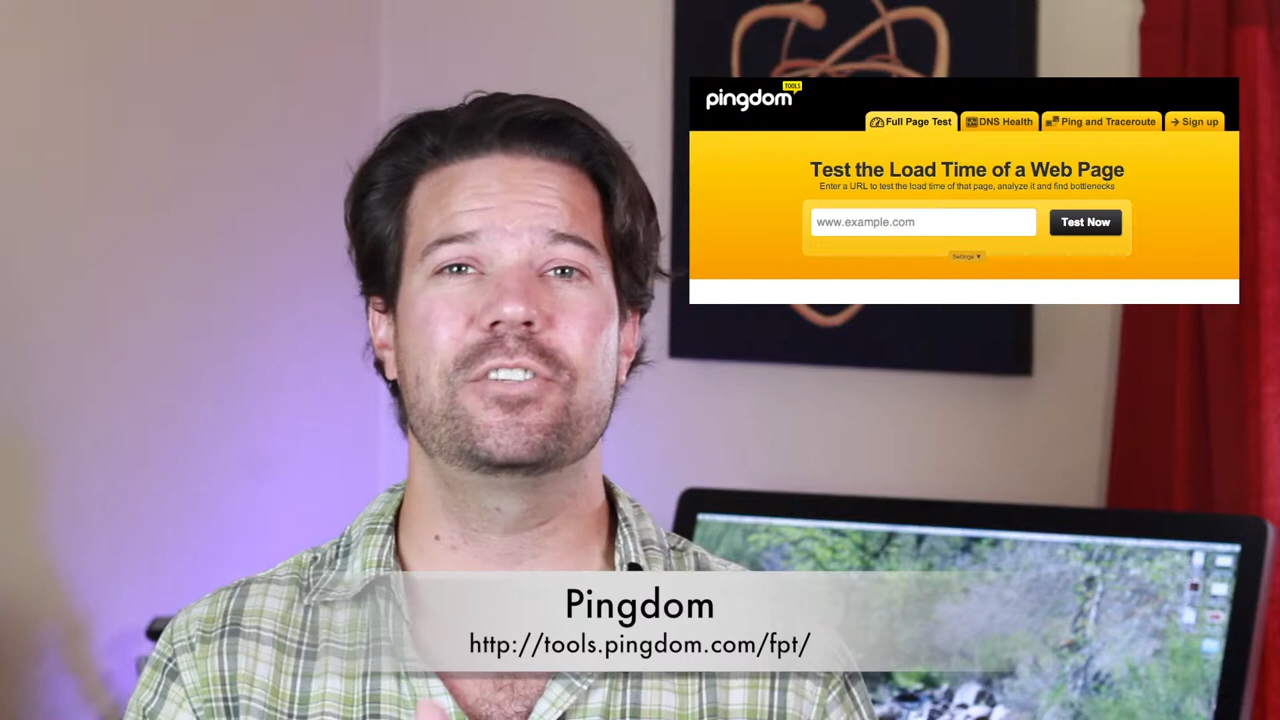 pingdom TOOLS
Full Page Test DNS Health Ping and Traceroute Sign up
Test the Load Time of a Web Page
Enter a URL to test the load time of that page, analyze it and find bottlenecks
www.example.com Test Now
Settings ▼
Pingdom
http://tools.pingdom.com/fpt/